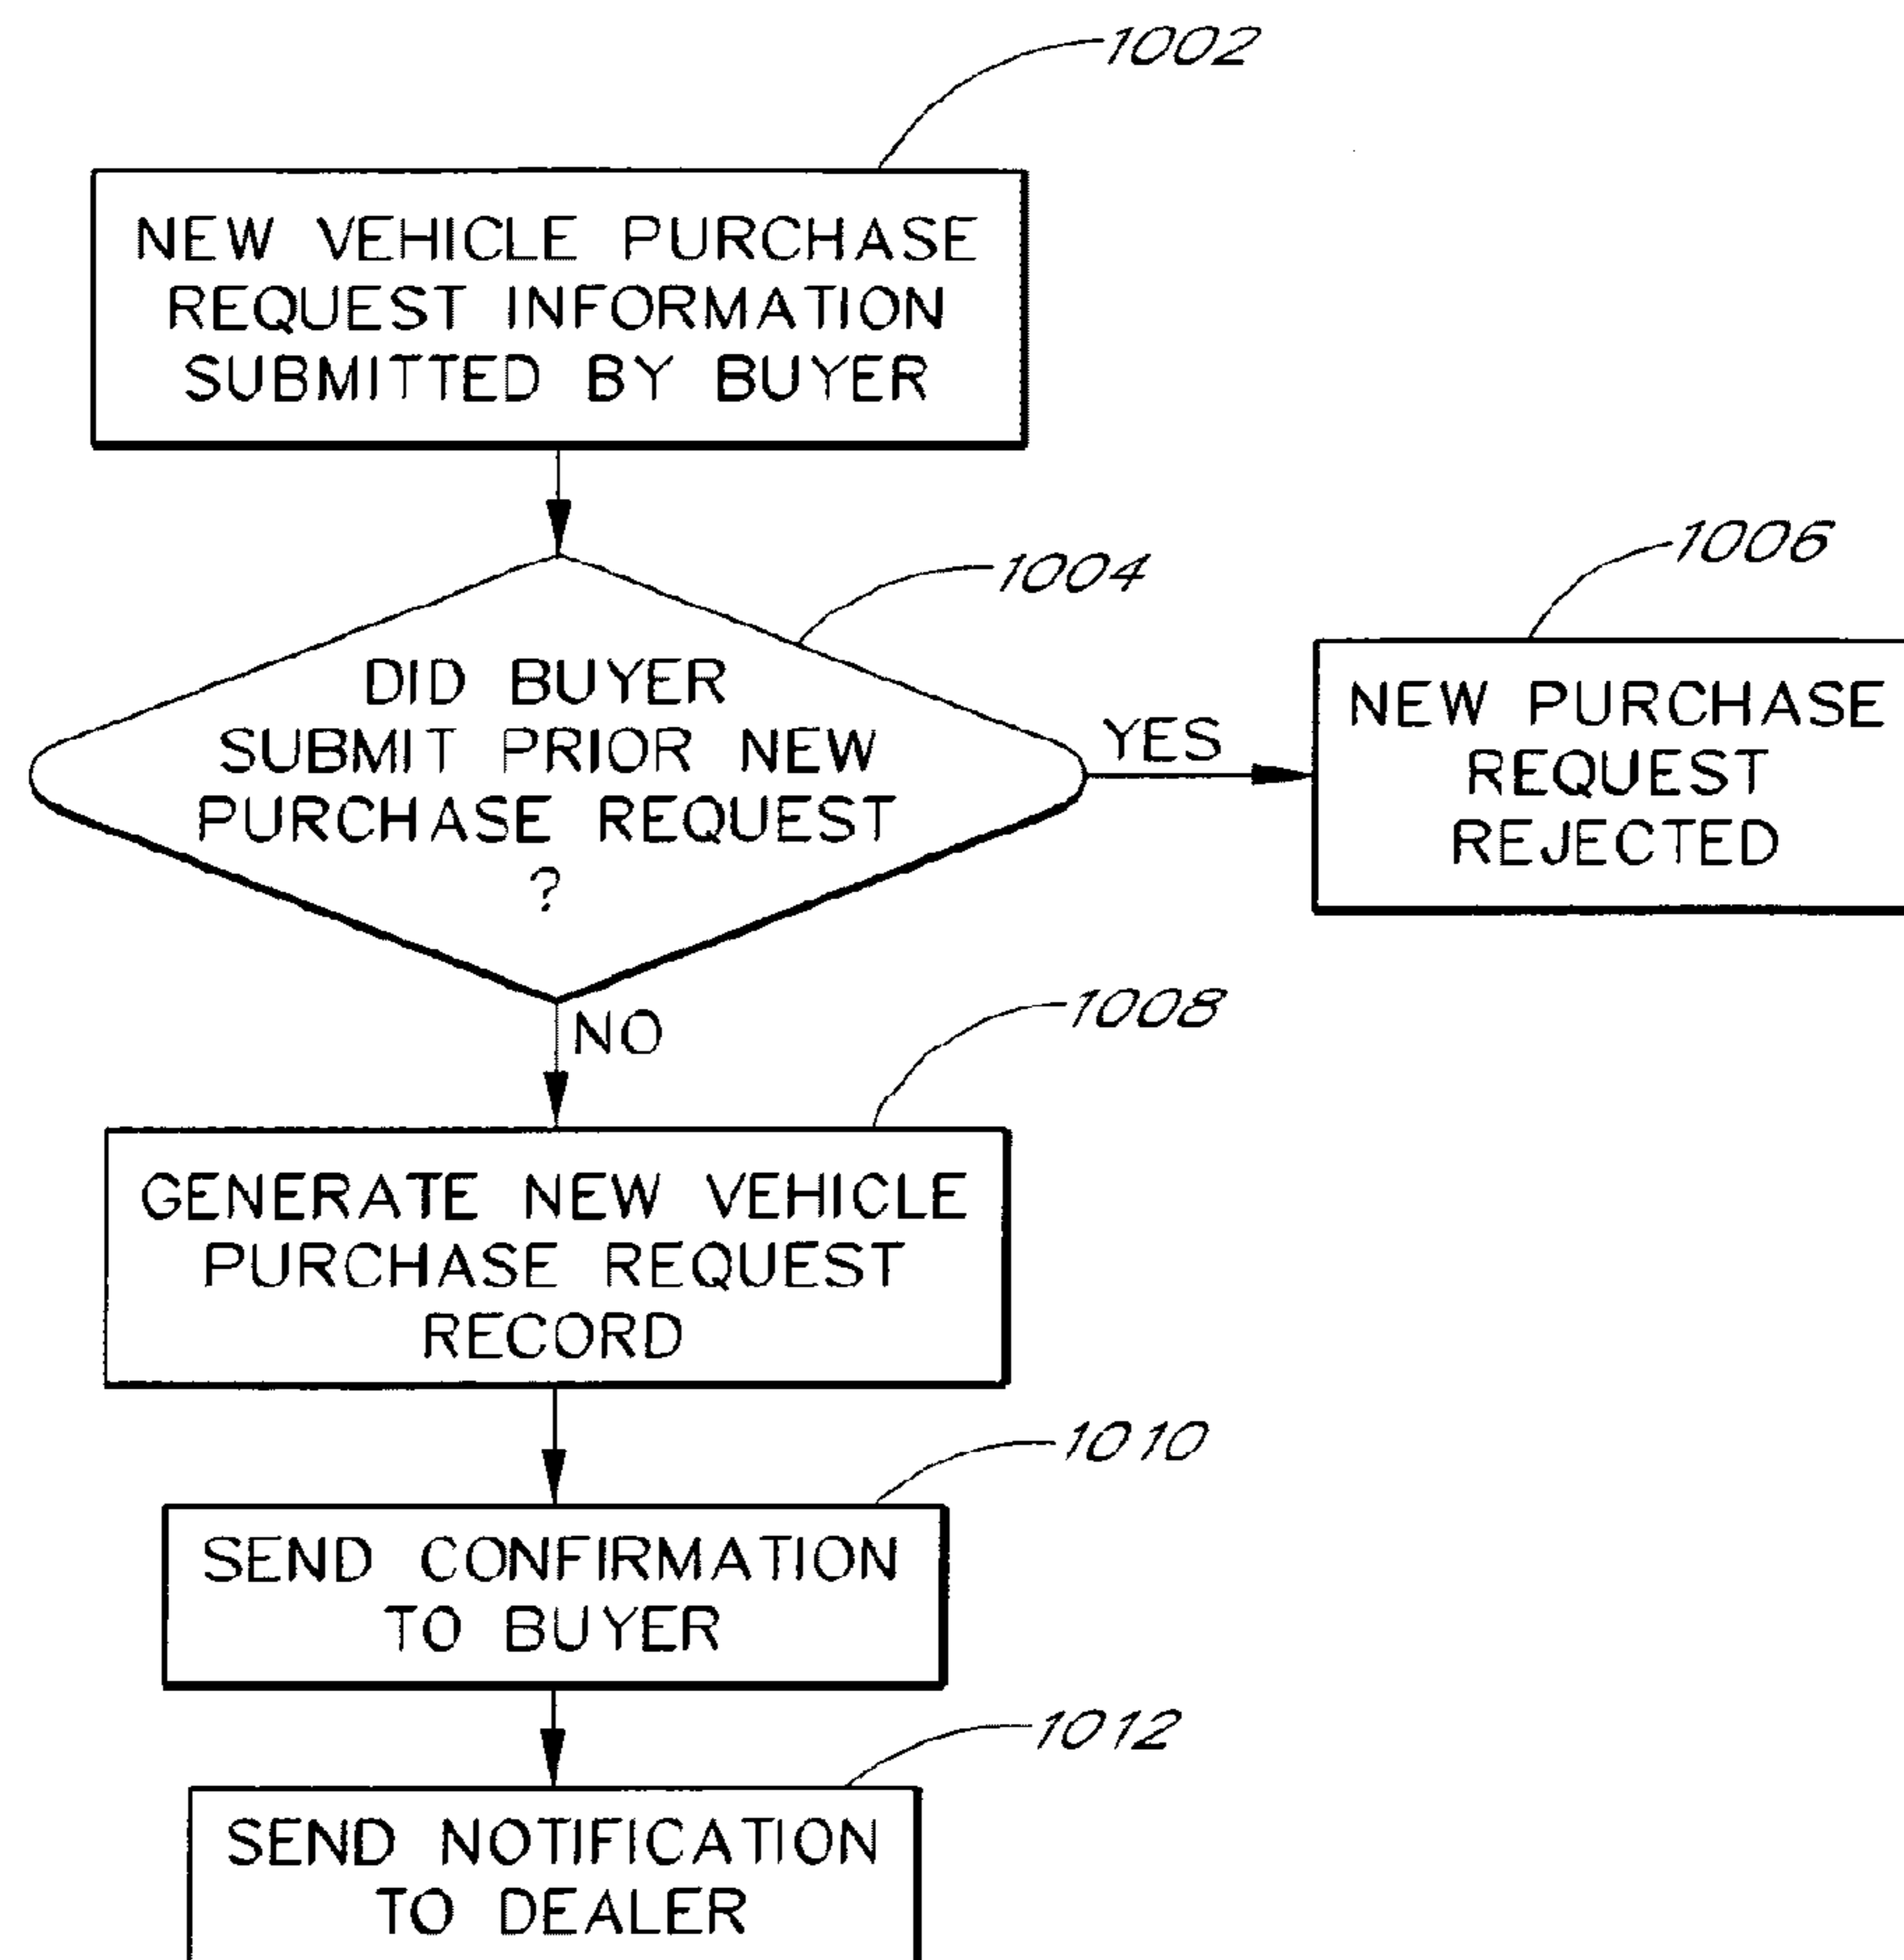 1002
NEW VEHICLE PURCHASE
REQUEST INFORMATION
SUBMITTED BY BUYER
1004
DID BUYER
SUBMIT PRIOR NEW
PURCHASE REQUEST
?
YES
1006
NEW PURCHASE
REQUEST
REJECTED
NO
1008
GENERATE NEW VEHICLE
PURCHASE REQUEST
RECORD
1010
SEND CONFIRMATION
TO BUYER
1012
SEND NOTIFICATION
TO DEALER